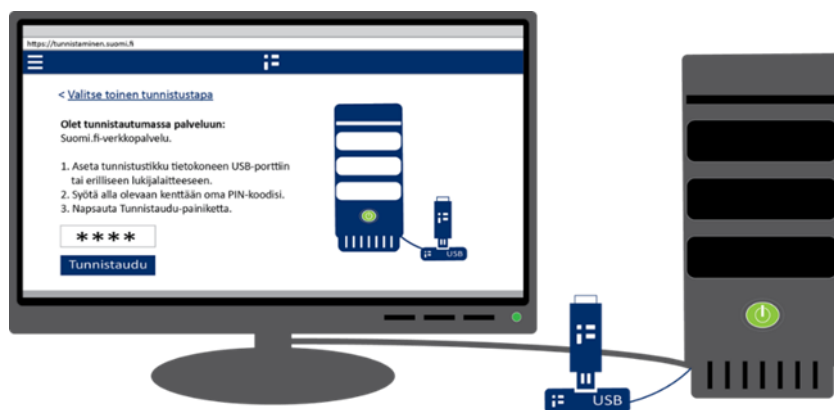 https://tunnistaminen.suomi.fi
< Valitse toinen tunnistustapa
Olet tunnistautumassa palveluun:
Suomi.fi-verkkopalvelu.
1. Aseta tunnistustikku tietokoneen USB-porttiin
tai erilliseen lukijalaitteeseen.
2. Syötä alla olevaan kenttään oma PIN-koodisi.
3. Napsauta Tunnistaudu-painiketta.
****
Tunnistaudu
USB
USB